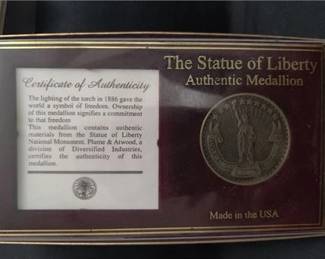 Certificate of Authenticity
The lighting of the torch in 1886 gave the
world a symbol of freedom. Ownership
of this medallion signifies a commitment
to that freedom
This medallion contains authentic
materials from the Statue of Liberty
National Monument. Plume & Atwood, a
division of Diversified Industries,
certifies the authenticity of this
medallion.
The Statue of Liberty
Authentic Medallion
Made in the USA